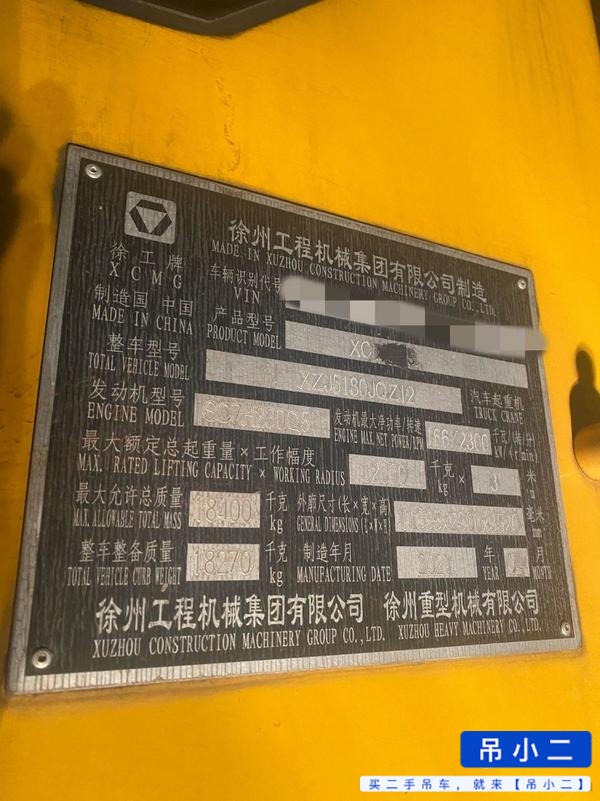 徐州工程机械集团有限公司制造
MADE IN XUZHOU CONSTRUCTION MACHINERY GROUP CO., LTD.
徐工牌
XCMG
车辆识别代号
VIN
制造国 中国
MADE IN CHINA
产品型号
PRODUCT MODEL
XC
整车型号
TOTAL VEHICLE MODEL
XZJ5180JQZ12
汽车起重机
TRUCK CRANE
发动机型号
ENGINE MODEL
发动机最大净功率/转速
ENGINE MAX.NET POWER/RPM
166/2300
千瓦/(转/分)
kW/(r/min)
最大额定总起重量×工作幅度
MAX. RATED LIFTING CAPACITY × WORKING RADIUS
12000
千克×
kg
3
米
m
最大允许总质量
MAX. ALLOWABLE TOTAL MASS
18400
千克
kg
外廓尺寸(长×宽×高)
GENERAL DIMENSIONS(L×W×H)
毫米
mm
整车整备质量
TOTAL VEHICLE CURB WEIGHT
18270
千克
kg
制造年月
MANUFACTURING DATE
年
YEAR
月
MONTH
徐州工程机械集团有限公司 徐州重型机械有限公司
XUZHOU CONSTRUCTION MACHINERY GROUP CO.,LTD. XUZHOU HEAVY MACHINERY CO., LTD.
吊小二
买二手吊车，就来【吊小二】